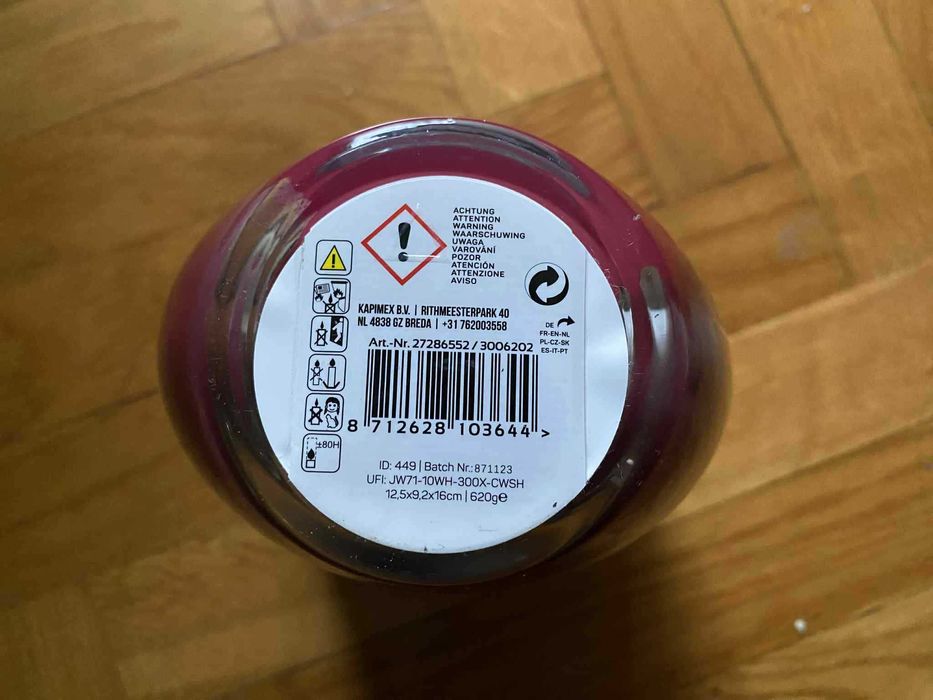 ACHTUNG
ATTENTION
WARNING
WAARSCHUWING
UWAGA
VAROVÁNÍ
POZOR
ATENCIÓN
ATTENZIONE
AVISO
KAPIMEX B.V. | RITHMEESTERPARK 40
NL 4838 GZ BREDA | +31 762003558
DE
FR-EN-NL
PL-CZ-SK
ES-IT-PT
Art.-Nr. 27286552 / 3006202
8 712628 103644 >
±80H
ID: 449 | Batch Nr.: 871123
UFI: JW71-10WH-300X-CWSH
12,5x9,2x16cm | 620g℮